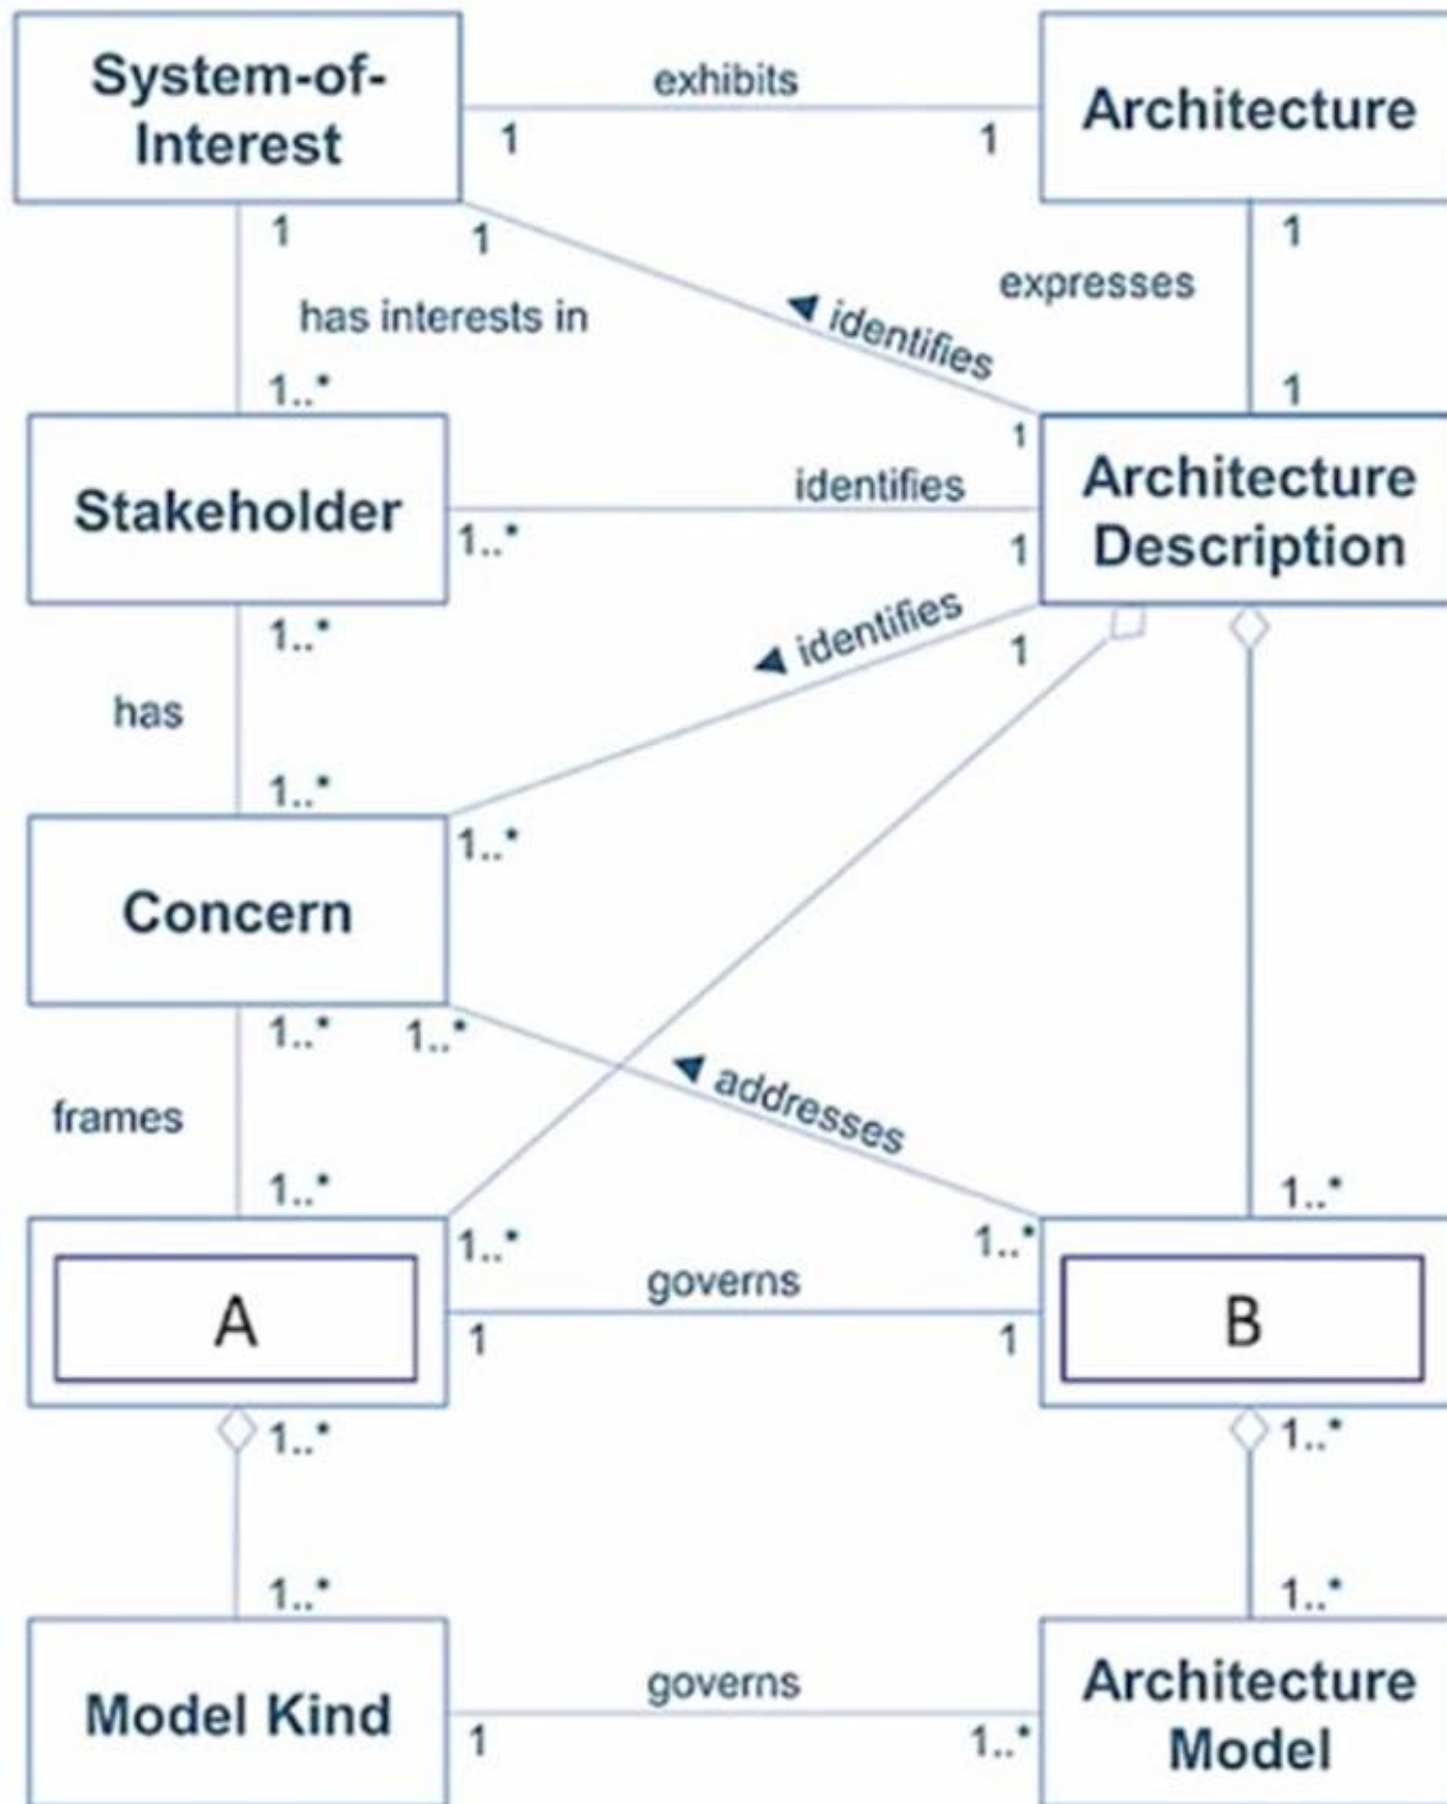 System-of-
Interest
exhibits
Architecture
1
1
1
1
1
has interests in
identifies
expresses
1..*
1
1
Stakeholder
identifies
Architecture
Description
1..*
1
1..*
identifies
1
has
1..*
1..*
Concern
1..*
1..*
frames
addresses
1..*
1..*
1..*
1..*
A
governs
B
1
1
1..*
1..*
1..*
1..*
Model Kind
governs
Architecture
Model
1
1..*